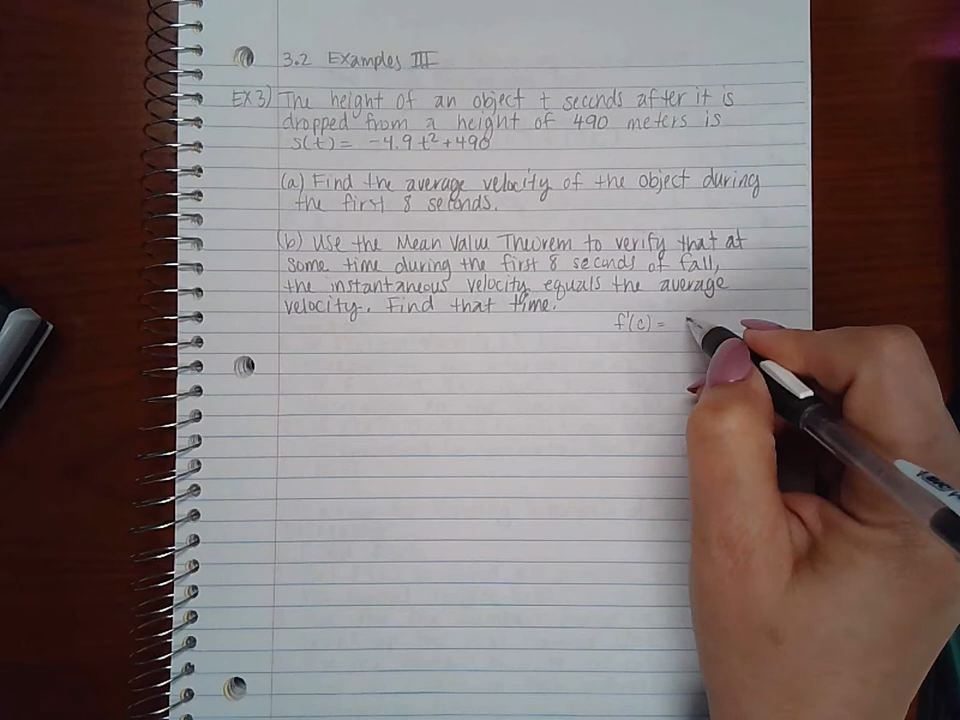 3.2 Examples III
EX3) The height of an object t seconds after it is
dropped from a height of 490 meters is
s(t) = -4.9t²+490
(a) Find the average velocity of the object during
the first 8 seconds.
(b) Use the Mean Value Theorem to verify that at
some time during the first 8 seconds of fall,
the instantaneous velocity equals the average
velocity. Find that time.
f'(c) =